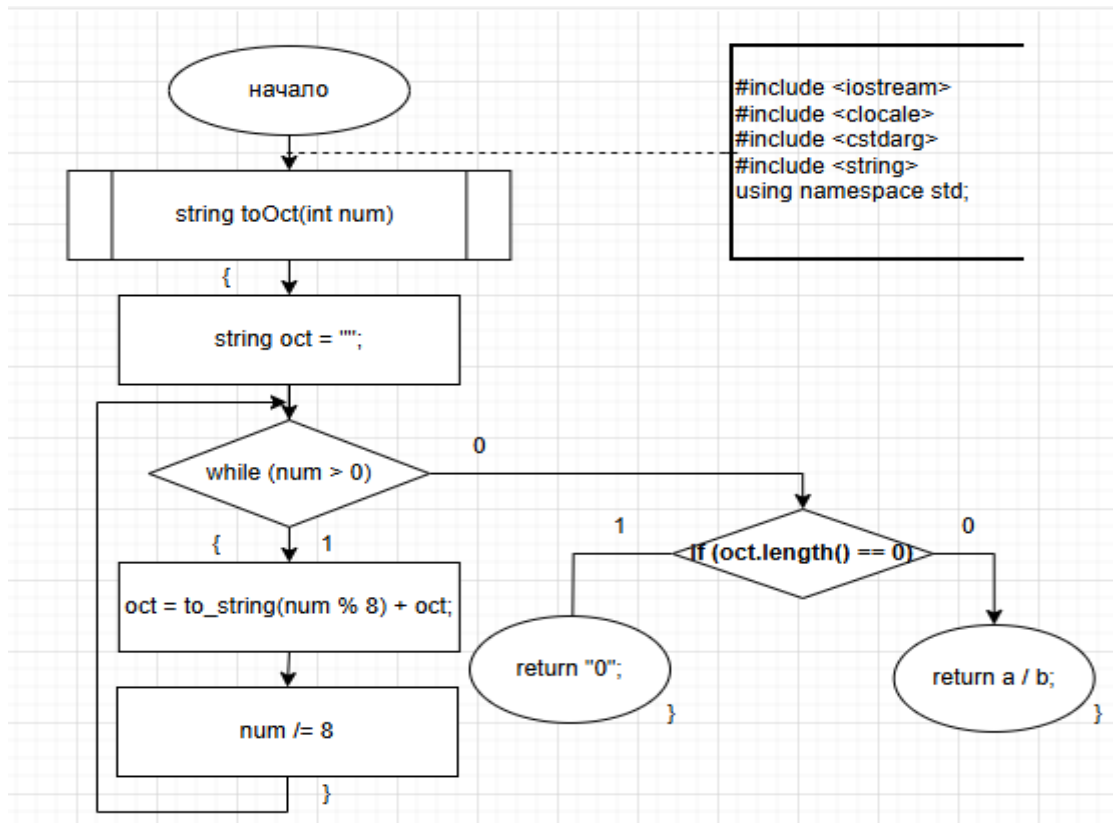 начало
#include <iostream>
#include <clocale>
#include <cstdarg>
#include <string>
using namespace std;
string toOct(int num)
{
string oct = "";
while (num > 0)
0
{
1
oct = to_string(num % 8) + oct;
num /= 8
}
If (oct.length() == 0)
1
0
return "0";
}
return a / b;
}